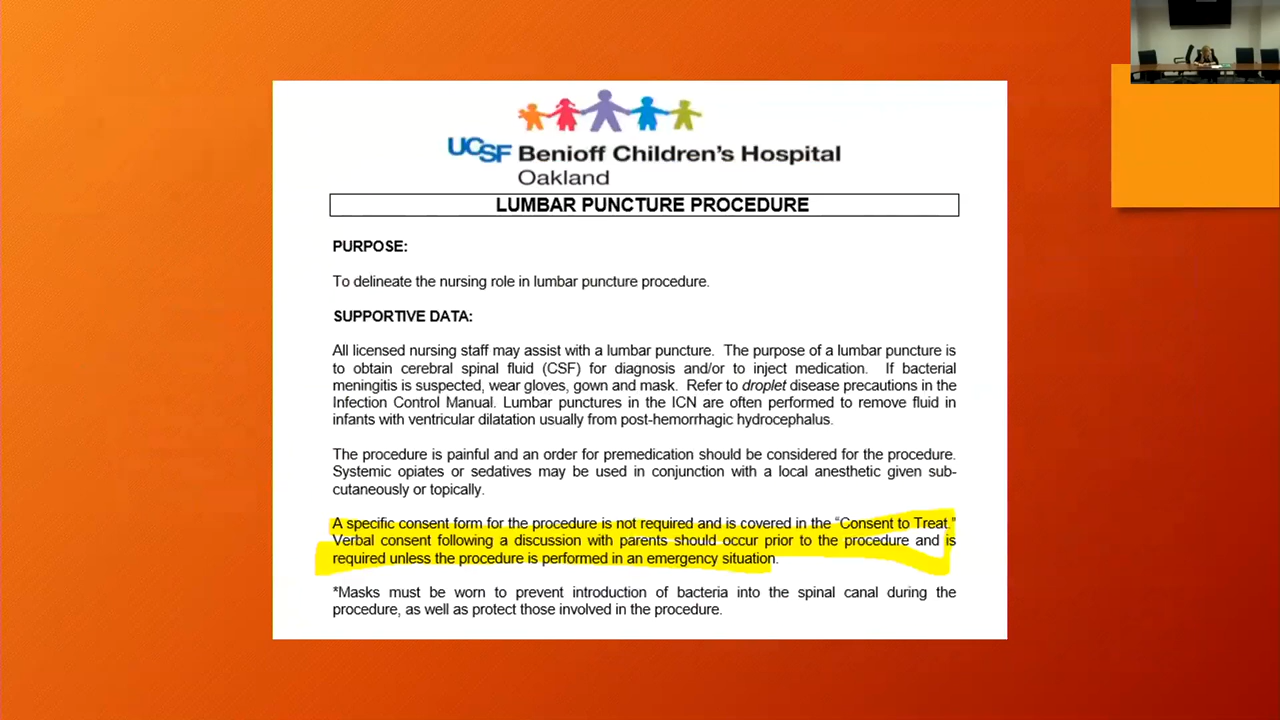 UCSF Benioff Children's Hospital
Oakland
LUMBAR PUNCTURE PROCEDURE
PURPOSE:
To delineate the nursing role in lumbar puncture procedure.
SUPPORTIVE DATA:
All licensed nursing staff may assist with a lumbar puncture. The purpose of a lumbar puncture is
to obtain cerebral spinal fluid (CSF) for diagnosis and/or to inject medication. If bacterial
meningitis is suspected, wear gloves, gown and mask. Refer to droplet disease precautions in the
Infection Control Manual. Lumbar punctures in the ICN are often performed to remove fluid in
infants with ventricular dilatation usually from post-hemorrhagic hydrocephalus.
The procedure is painful and an order for premedication should be considered for the procedure.
Systemic opiates or sedatives may be used in conjunction with a local anesthetic given sub-
cutaneously or topically.
A specific consent form for the procedure is not required and is covered in the “Consent to Treat.”
Verbal consent following a discussion with parents should occur prior to the procedure and is
required unless the procedure is performed in an emergency situation.
*Masks must be worn to prevent introduction of bacteria into the spinal canal during the
procedure, as well as protect those involved in the procedure.